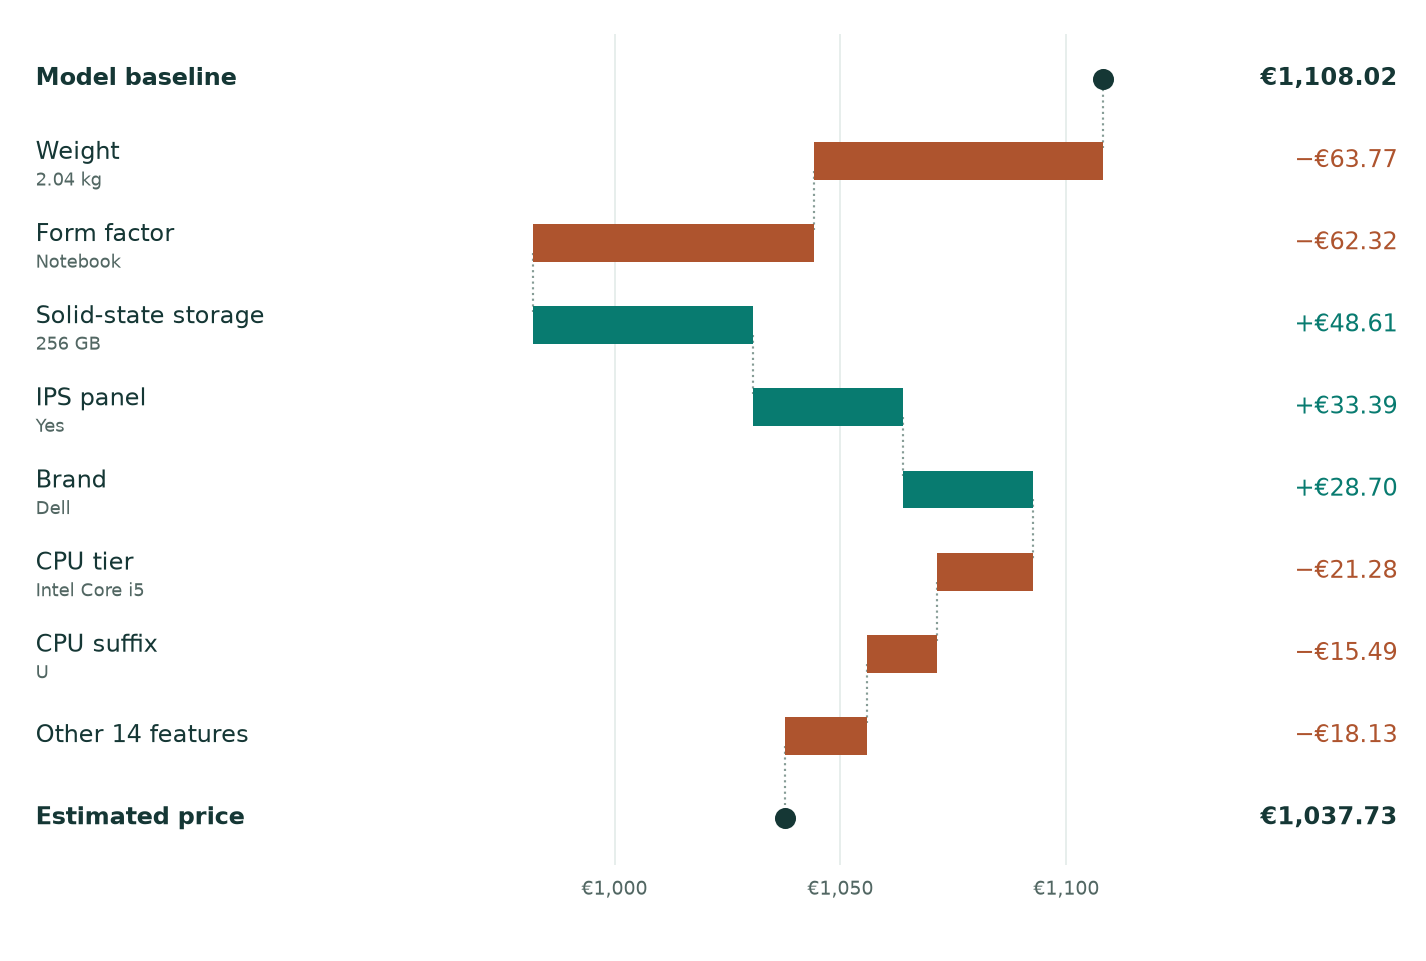 Model baseline €1,108.02
Weight −€63.77
2.04 kg
Form factor −€62.32
Notebook
Solid-state storage +€48.61
256 GB
IPS panel +€33.39
Yes
Brand +€28.70
Dell
CPU tier −€21.28
Intel Core i5
CPU suffix −€15.49
U
Other 14 features −€18.13
Estimated price €1,037.73
€1,000 €1,050 €1,100